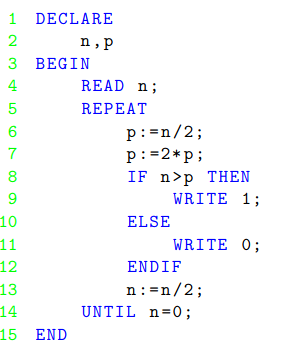 1 DECLARE
2 n,p
3 BEGIN
4 READ n;
5 REPEAT
6 p:=n/2;
7 p:=2*p;
8 IF n>p THEN
9 WRITE 1;
10 ELSE
11 WRITE 0;
12 ENDIF
13 n:=n/2;
14 UNTIL n=0;
15 END